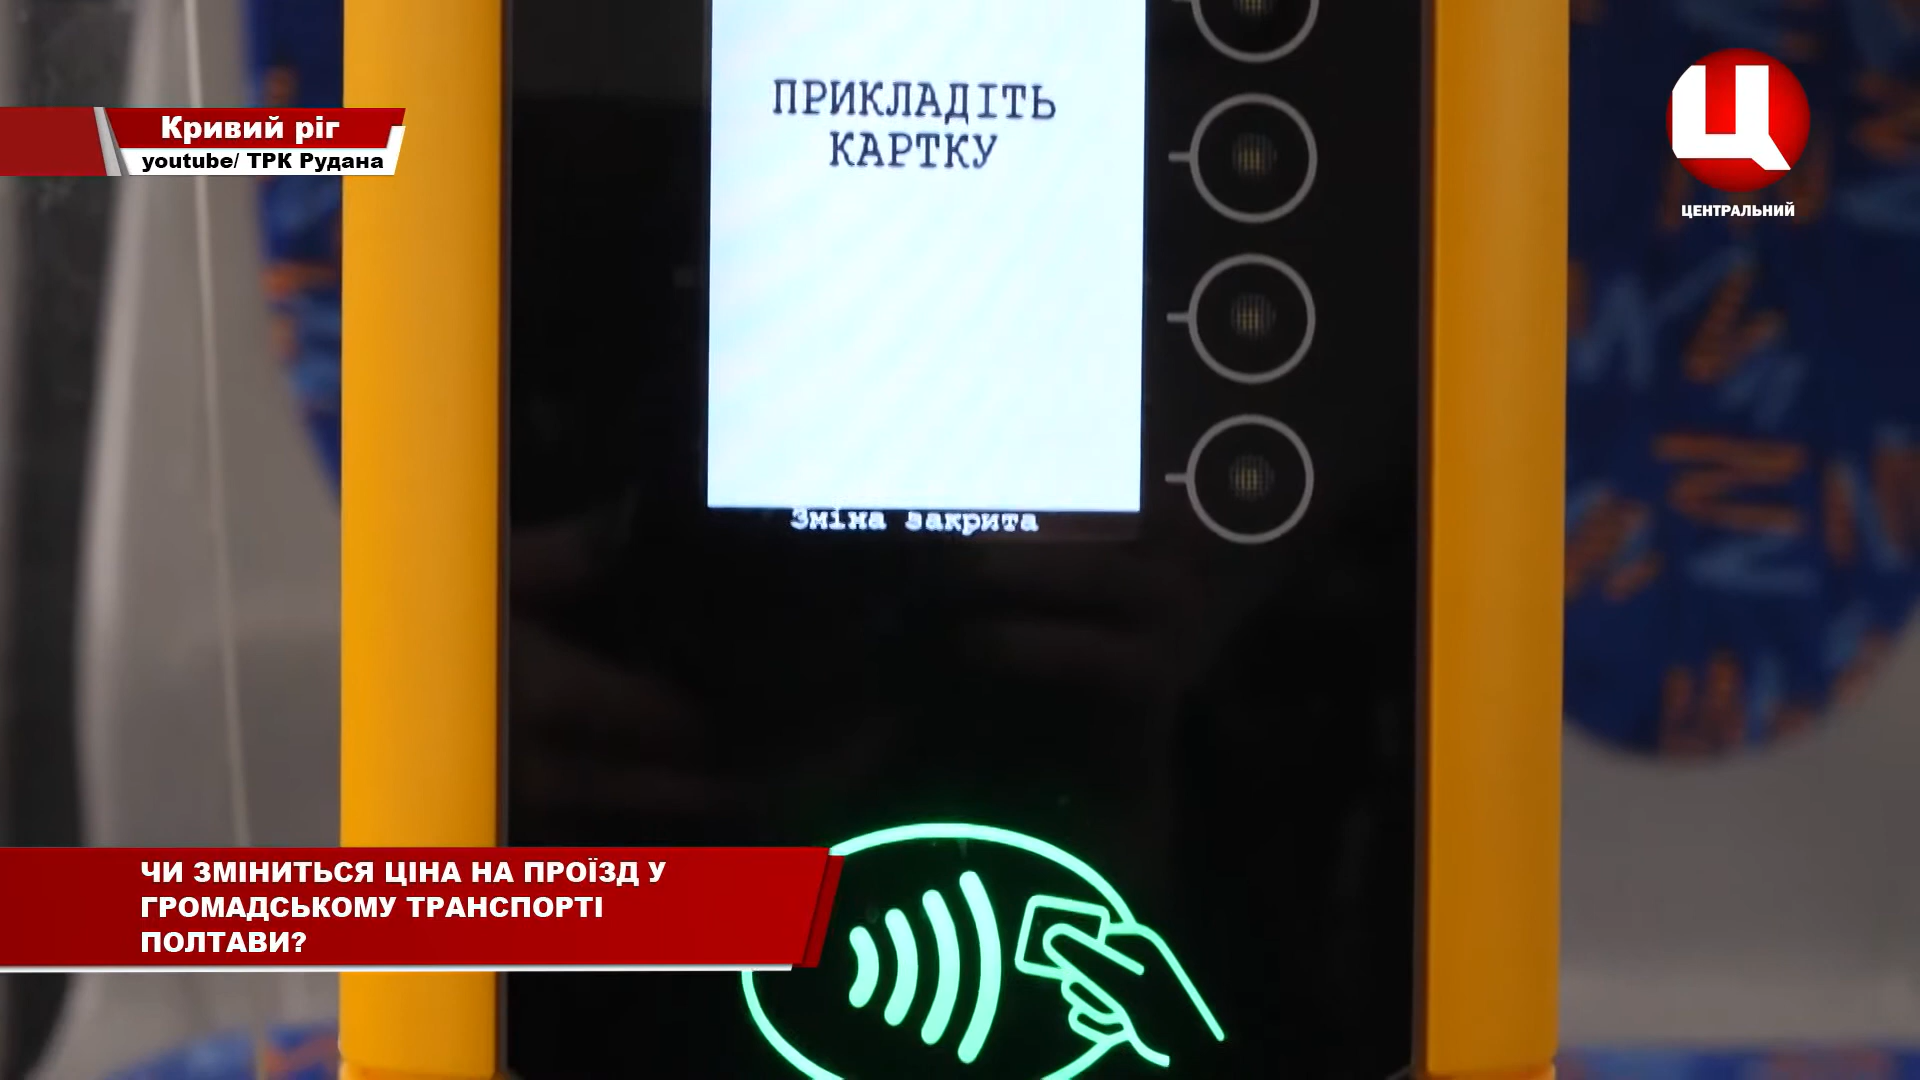 ПРИКЛАДІТЬ
КАРТКУ
Зміна закрита
Кривий ріг
youtube/ ТРК Рудана
Ц
ЦЕНТРАЛЬНИЙ
ЧИ ЗМІНИТЬСЯ ЦІНА НА ПРОЇЗД У
ГРОМАДСЬКОМУ ТРАНСПОРТІ
ПОЛТАВИ?